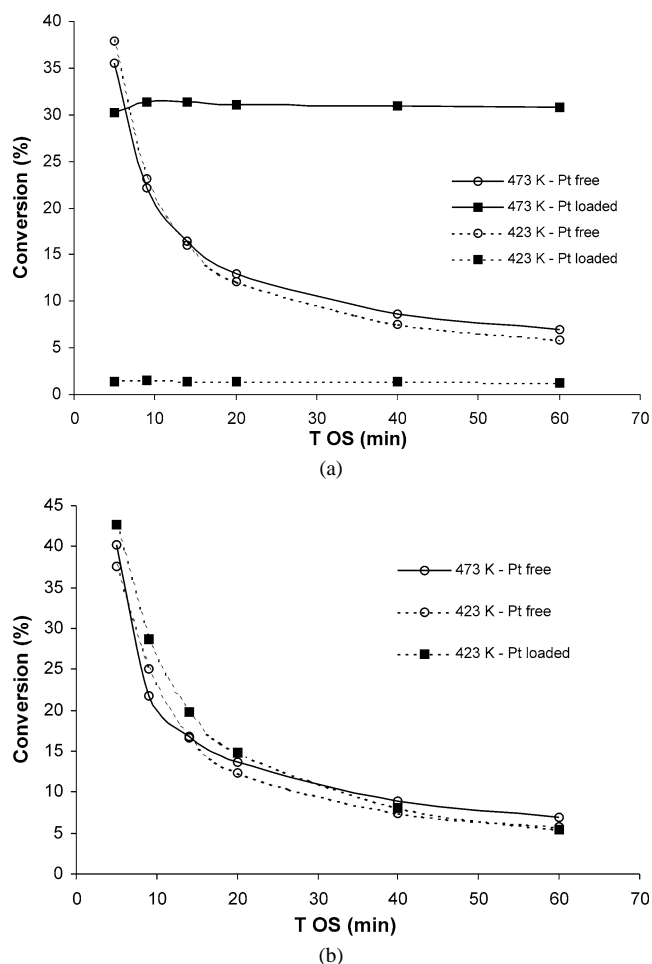 40
35
30
25
20
15
10
5
0
Conversion (%)
473 K - Pt free
473 K - Pt loaded
423 K - Pt free
423 K - Pt loaded
0 10 20 30 40 50 60 70
T OS (min)
(a)
45
40
35
30
25
20
15
10
5
0
Conversion (%)
473 K - Pt free
423 K - Pt free
423 K - Pt loaded
0 10 20 30 40 50 60 70
T OS (min)
(b)